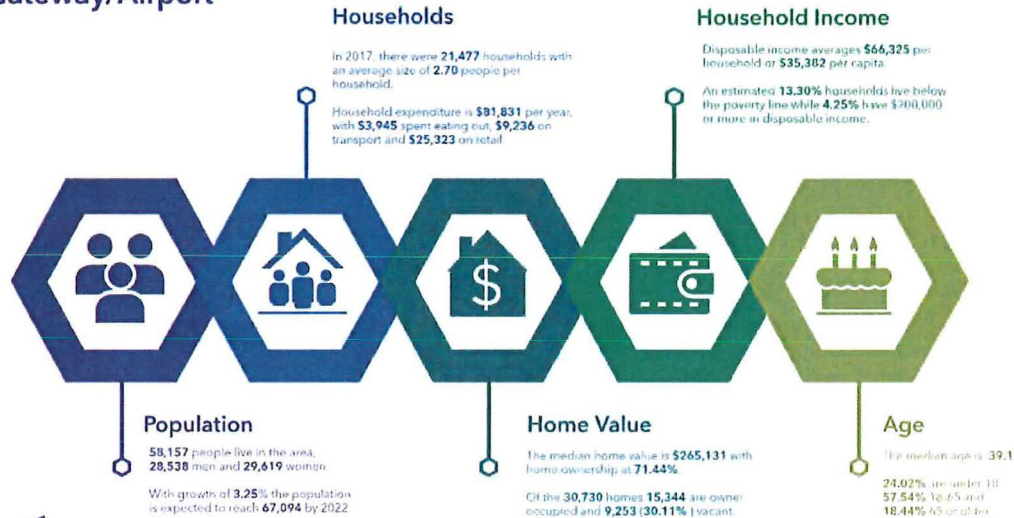 Gateway/Airport
Households
In 2017, there were 21,477 households with
an average size of 2.70 people per
household.
Household expenditure is $81,831 per year,
with $3,945 spent eating out, $9,236 on
transport and $25,323 on retail
Household Income
Disposable income averages $66,325 per
household or $35,382 per capita.
An estimated 13.30% households live below
the poverty line while 4.25% have $200,000
or more in disposable income.
$
Population
58,157 people live in the area,
28,538 men and 29,619 women
With growth of 3.25% the population
is expected to reach 67,094 by 2022
Home Value
The median home value is $265,131 with
home ownership at 71.44%
Of the 30,730 homes 15,344 are owner
occupied and 9,253 (30.11% ) vacant
Age
The median age is 39.1
24.02% are under 18
57.54% 18-65 and
18.44% 65 or older